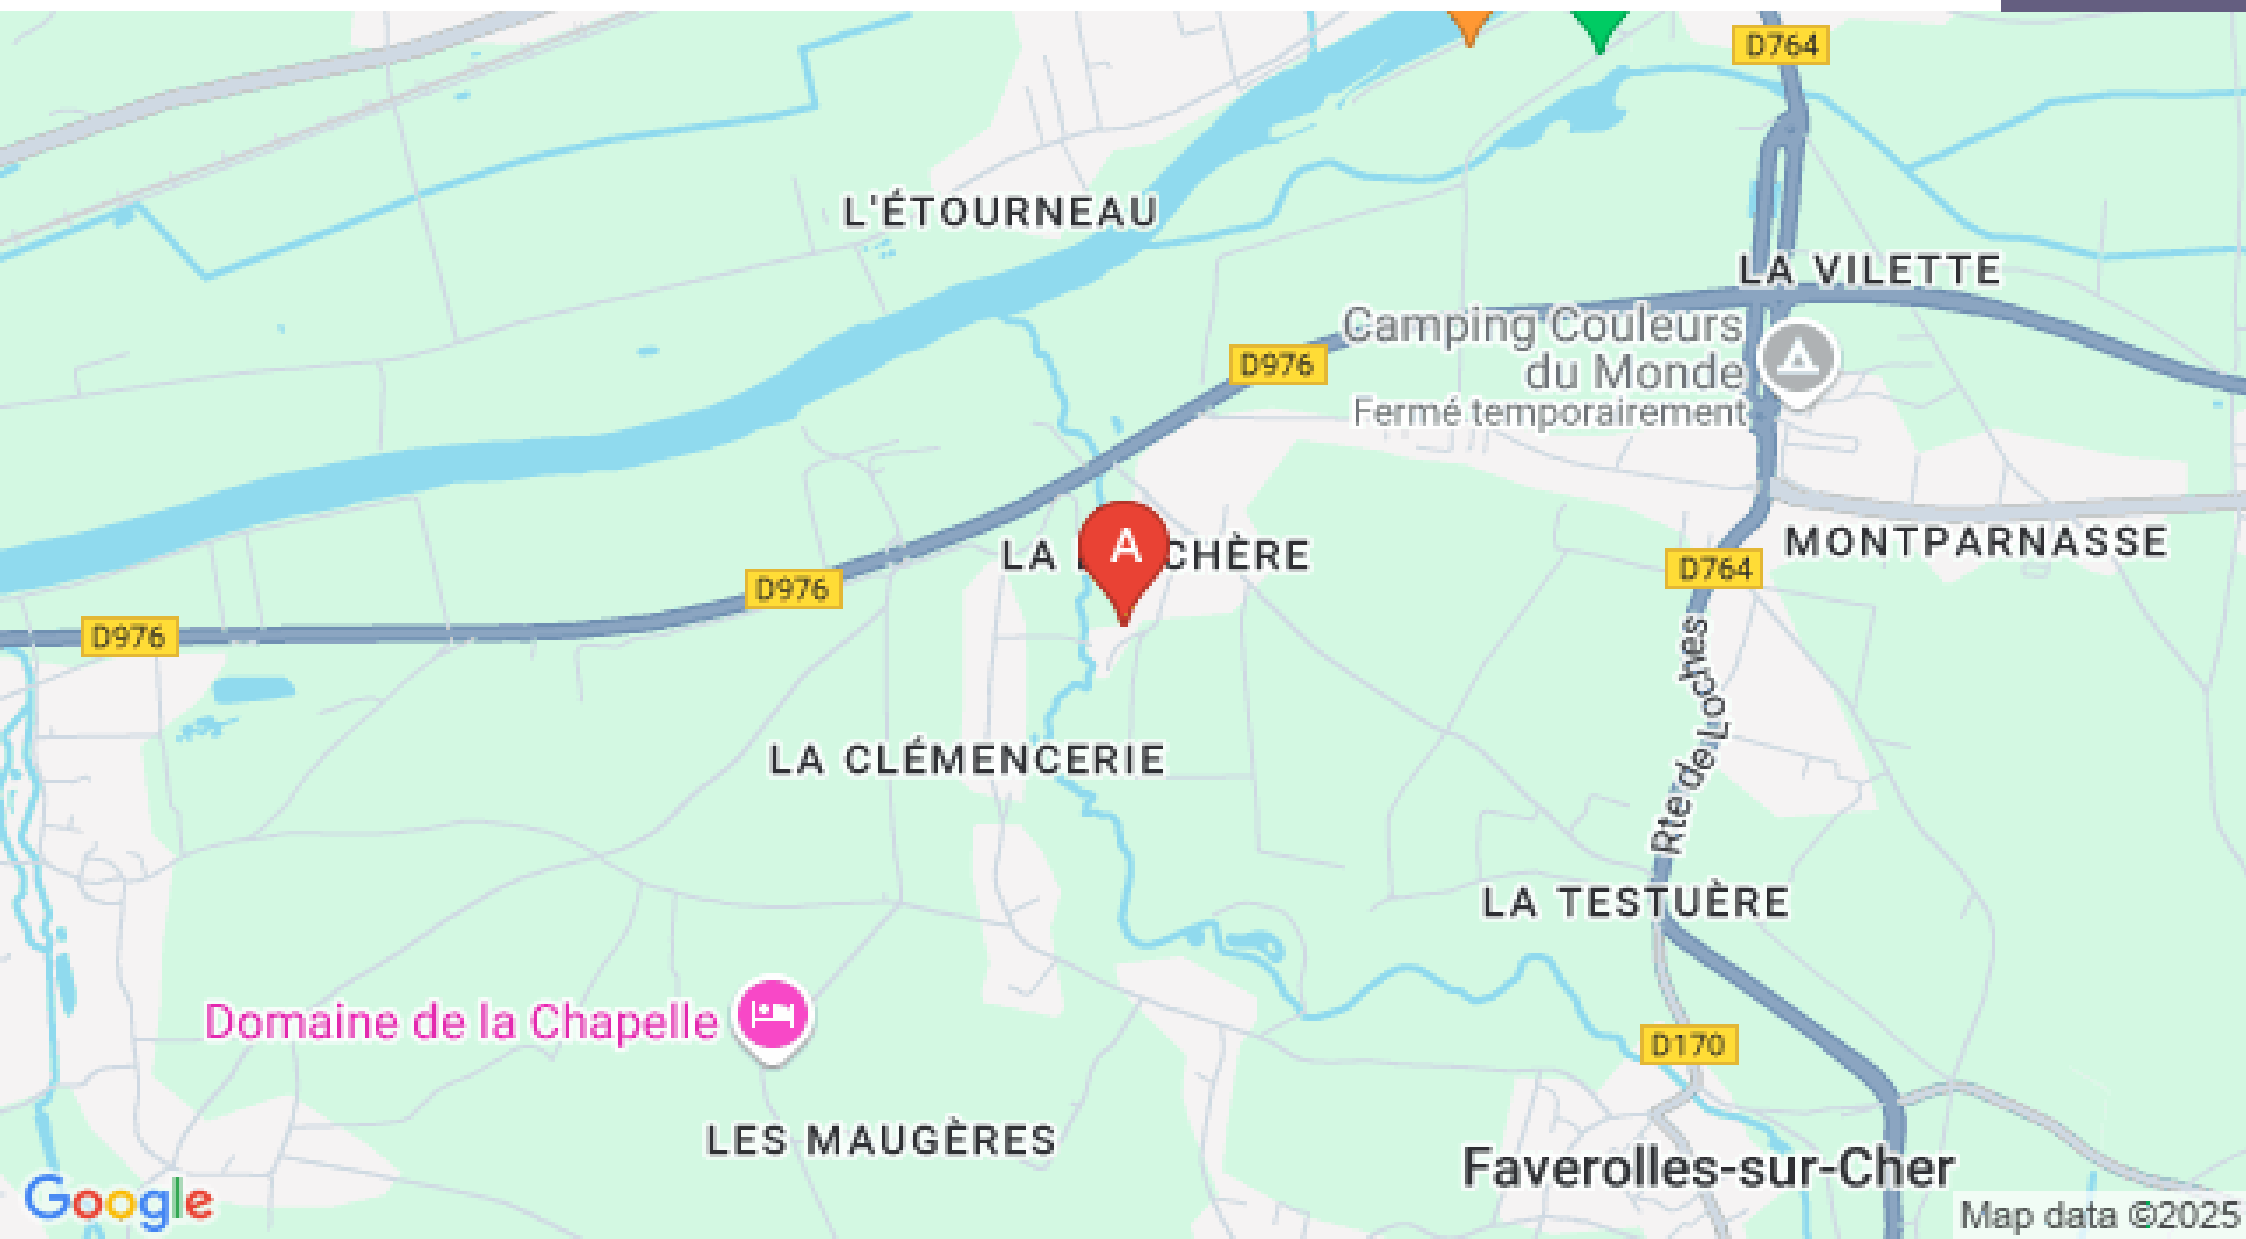 D764
L'ÉTOURNEAU
LA VILETTE
Camping Couleurs
du Monde
Fermé temporairement
D976
A
LA
CHÈRE
MONTPARNASSE
D764
D976
D976
Rte de Loches
LA CLÉMENCERIE
LA TESTUÈRE
Domaine de la Chapelle
D170
LES MAUGÈRES
Faverolles-sur-Cher
Google
Map data ©2025